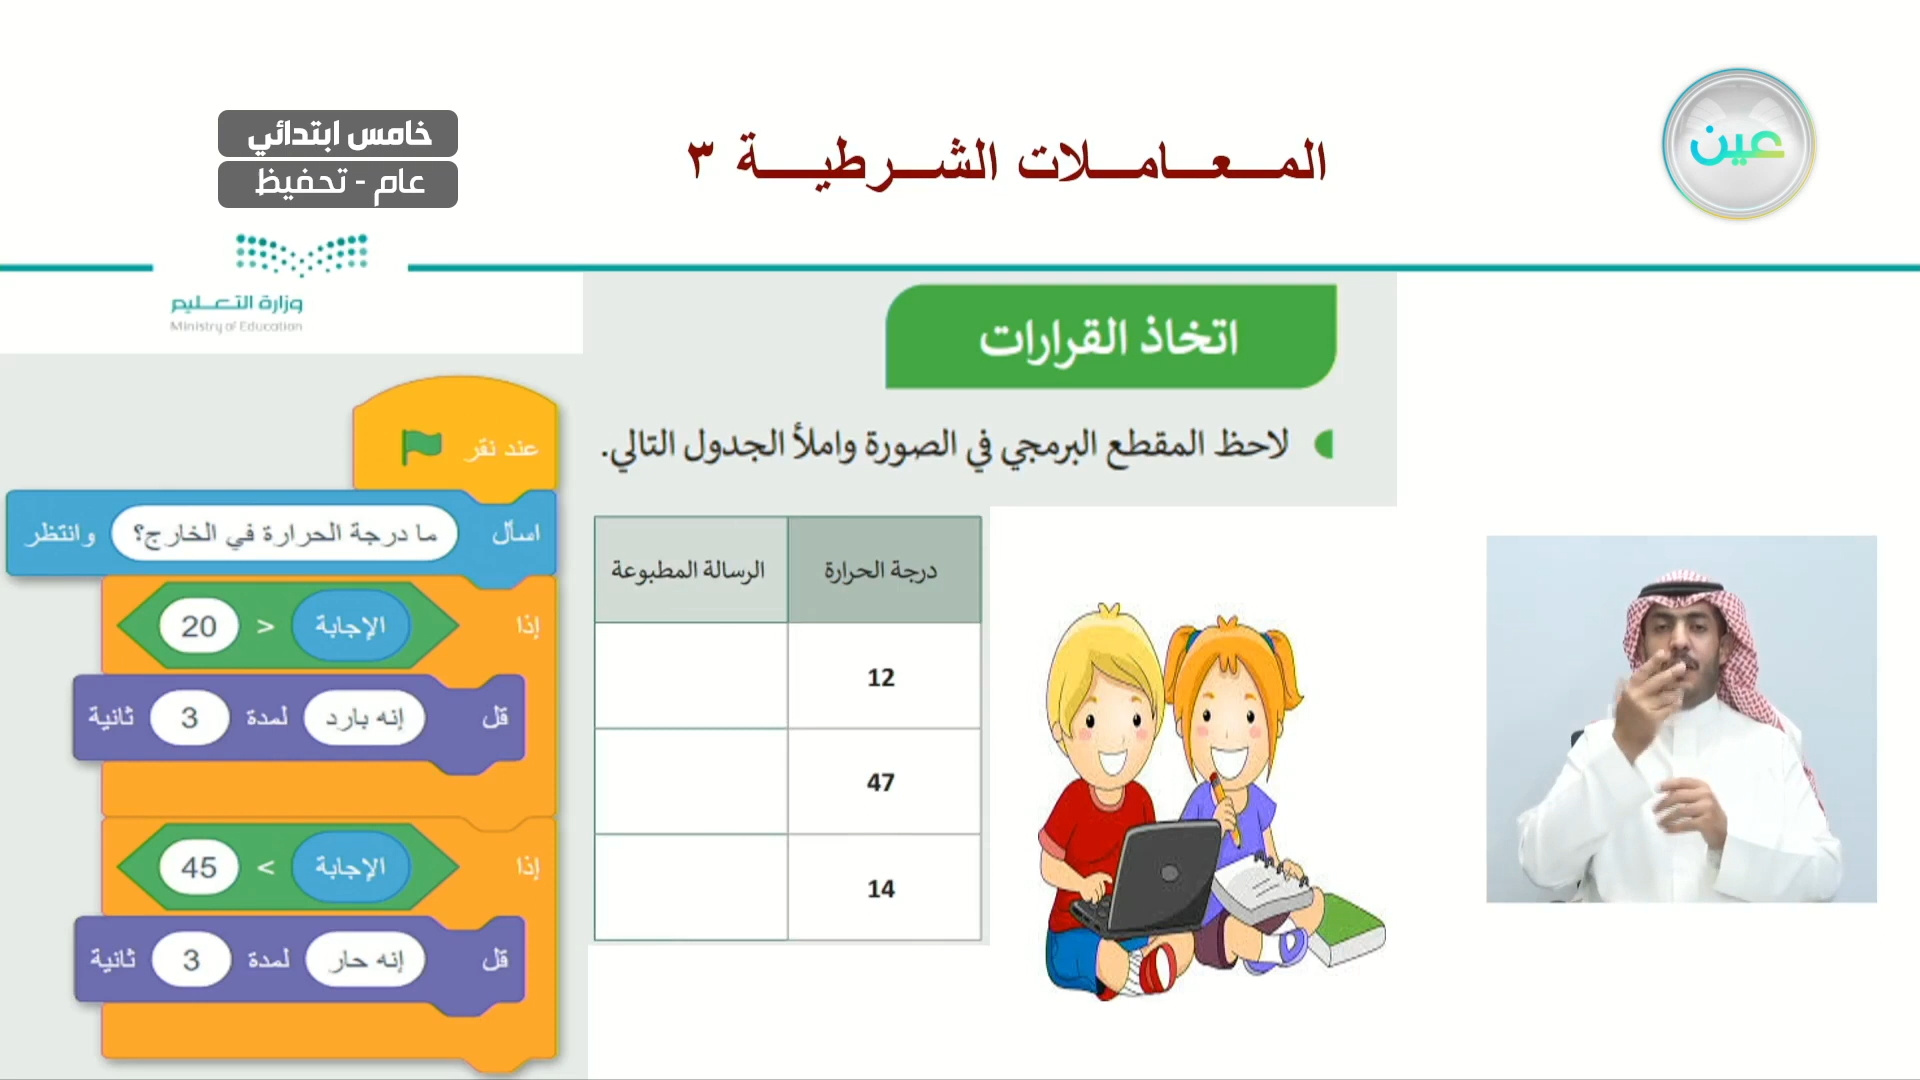 عين
المعاملات الشرطية ٣
خامس ابتدائي
عام - تحفيظ
وزارة التعليم
Ministry of Education
اتخاذ القرارات
لاحظ المقطع البرمجي في الصورة واملأ الجدول التالي.
درجة الحرارة الرسالة المطبوعة
12
47
14
عند نقر
اسأل ما درجة الحرارة في الخارج؟ وانتظر
إذا الإجابة > 20
قل إنه بارد لمدة 3 ثانية
إذا الإجابة < 45
قل إنه حار لمدة 3 ثانية